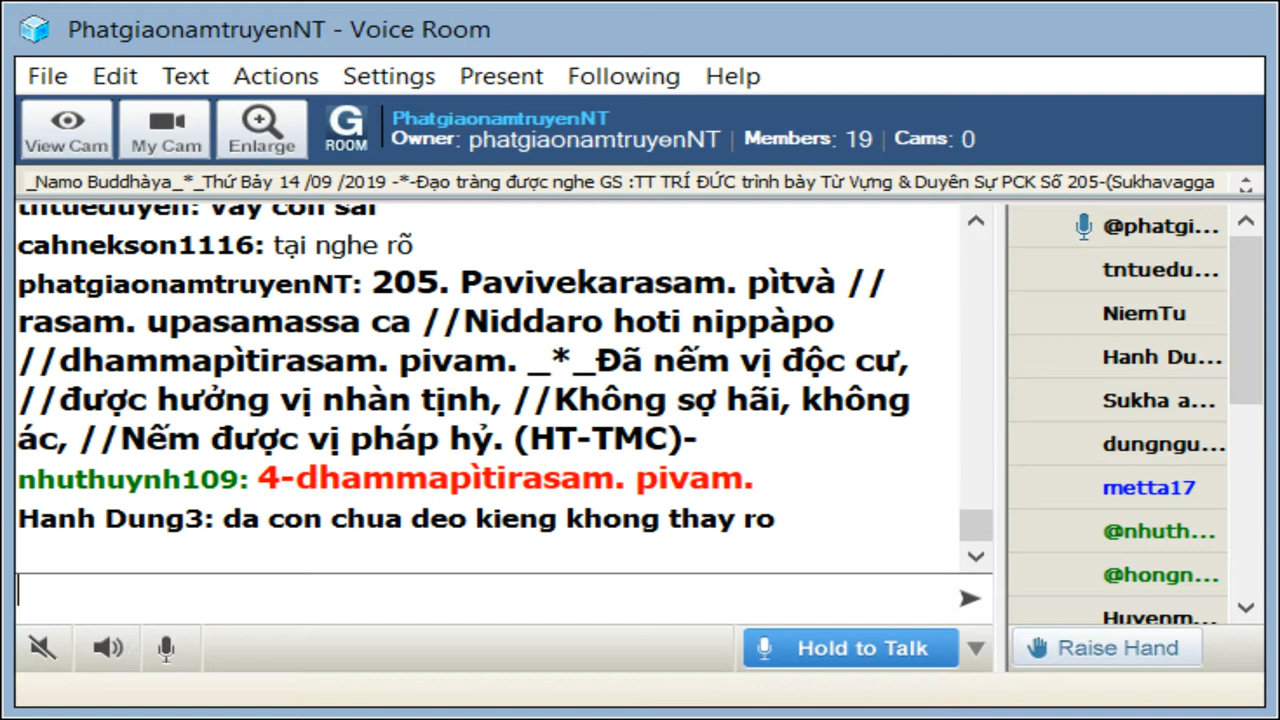 PhatgiaonamtruyenNT - Voice Room
File Edit Text Actions Settings Present Following Help
View Cam My Cam Enlarge G ROOM
PhatgiaonamtruyenNT
Owner: phatgiaonamtruyenNT | Members: 19 | Cams: 0
_Namo Buddhàya_*_Thứ Bảy 14 /09 /2019 -*-Đạo tràng được nghe GS :TT TRÍ ĐỨC trình bày Từ Vựng & Duyên Sự PCK Số 205-(Sukhavagga
tntueduyen: vay con sai
cahnekson1116: tại nghe rõ
phatgiaonamtruyenNT: 205. Pavivekarasam. pìtvà //
rasam. upasamassa ca //Niddaro hoti nippàpo
//dhammapìtirasam. pivam. _*_Đã nếm vị độc cư,
//được hưởng vị nhàn tịnh, //Không sợ hãi, không
ác, //Nếm được vị pháp hỷ. (HT-TMC)-
nhuthuynh109: 4-dhammapìtirasam. pivam.
Hanh Dung3: da con chua deo kieng khong thay ro
@phatgi...
tntuedu...
NiemTu
Hanh Du...
Sukha a...
dungngu...
metta17
@nhuth...
@hongn...
Huyenm...
Hold to Talk
Raise Hand